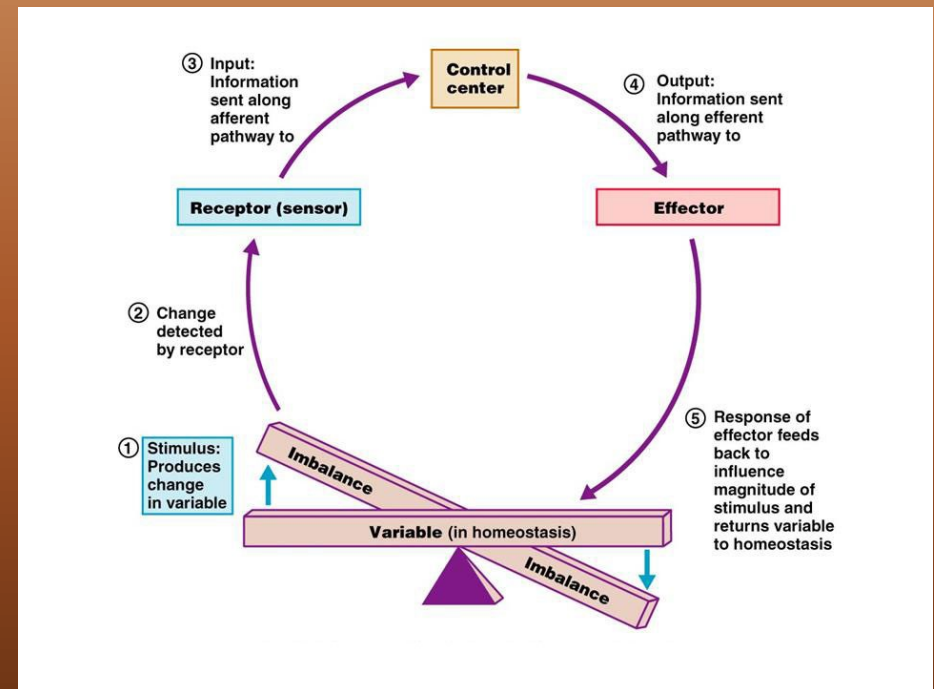 ③ Input:
Information
sent along
afferent
pathway to
Control
center
④ Output:
Information sent
along efferent
pathway to
Receptor (sensor)
Effector
② Change
detected
by receptor
① Stimulus:
Produces
change
in variable
Imbalance
Variable (in homeostasis)
Imbalance
⑤ Response of
effector feeds
back to
influence
magnitude of
stimulus and
returns variable
to homeostasis